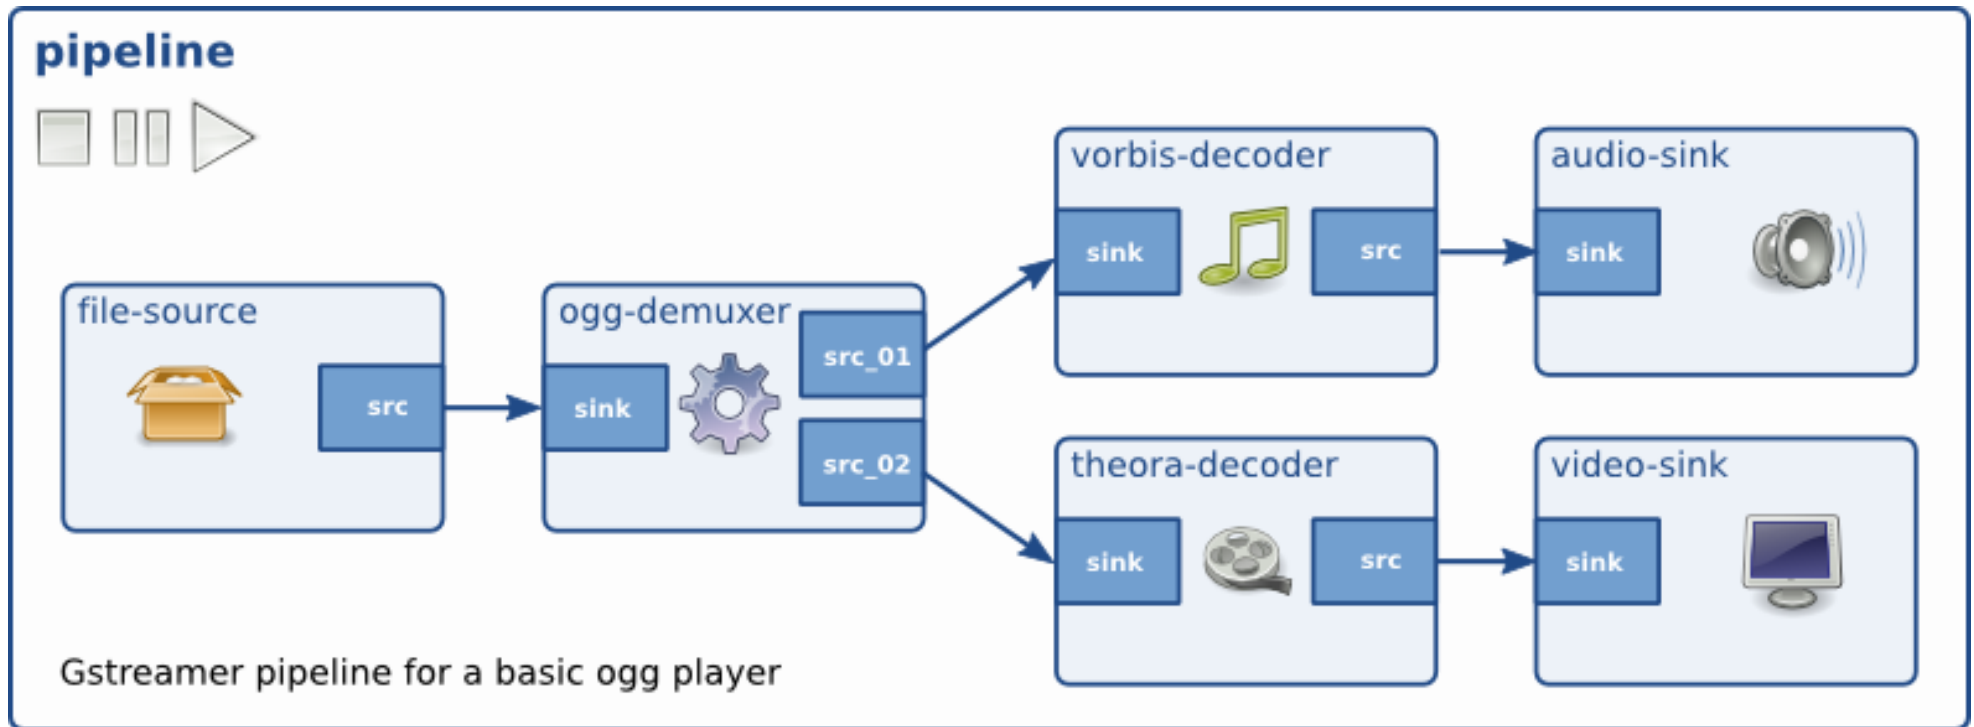 pipeline
file-source
src
ogg-demuxer
sink
src_01
src_02
vorbis-decoder
sink
src
audio-sink
sink
theora-decoder
sink
src
video-sink
sink
Gstreamer pipeline for a basic ogg player